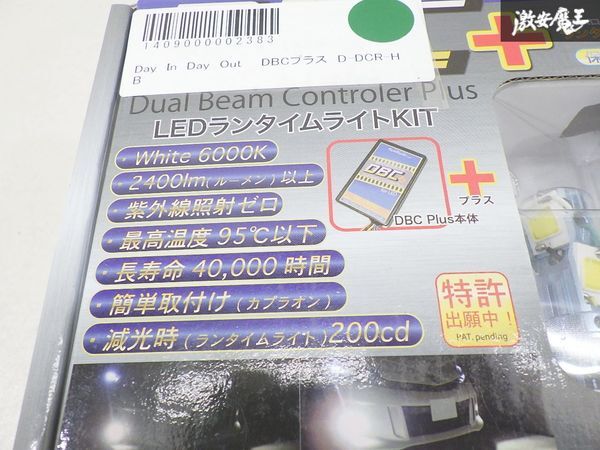 激安魔王
1409000002383
Day In Day Out DBCプラス D-DCR-H
B
Dual Beam Controler Plus
LEDランタイムライトKIT
・White 6000K
・2400lm(ルーメン)以上
・紫外線照射ゼロ
・最高温度 95℃以下
・長寿命 40,000 時間
・簡単取付け(カプラオン)
・減光時(ランタイムライト)200cd
DBC
DBC Plus本体
プラス
特許
出願中!
PAT. pending